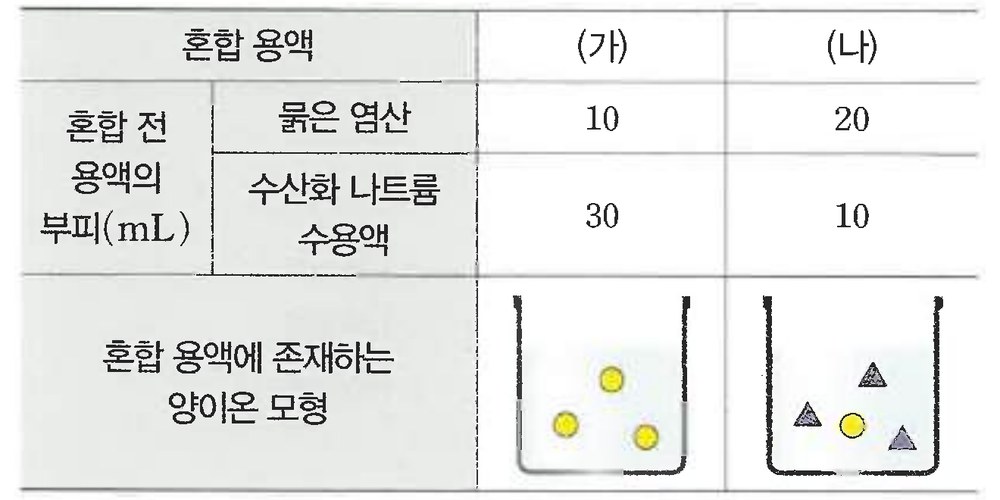 혼합 용액
(가)
(나)
혼합 전
용액의
부피(mL)
묽은 염산
10
20
수산화 나트륨
수용액
30
10
혼합 용액에 존재하는
양이온 모형